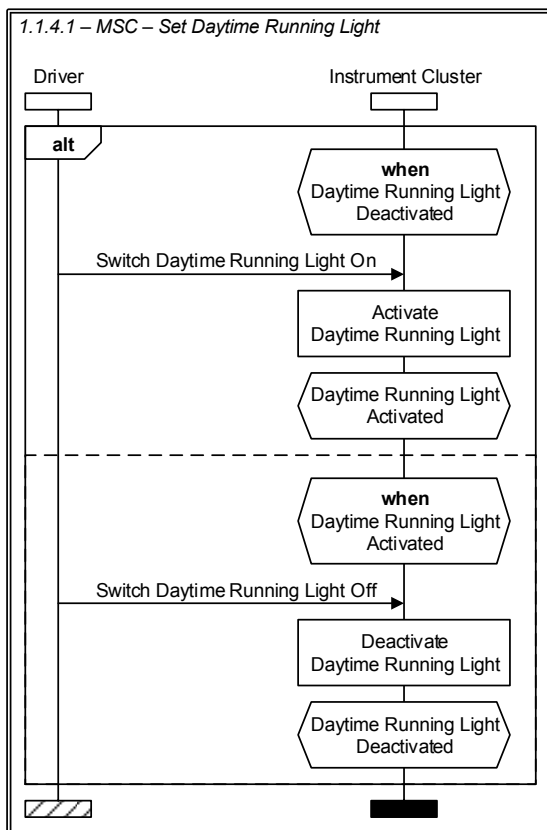 1.1.4.1 – MSC – Set Daytime Running Light
Driver
Instrument Cluster
alt
when
Daytime Running Light
Deactivated
Switch Daytime Running Light On
Activate
Daytime Running Light
Daytime Running Light
Activated
when
Daytime Running Light
Activated
Switch Daytime Running Light Off
Deactivate
Daytime Running Light
Daytime Running Light
Deactivated